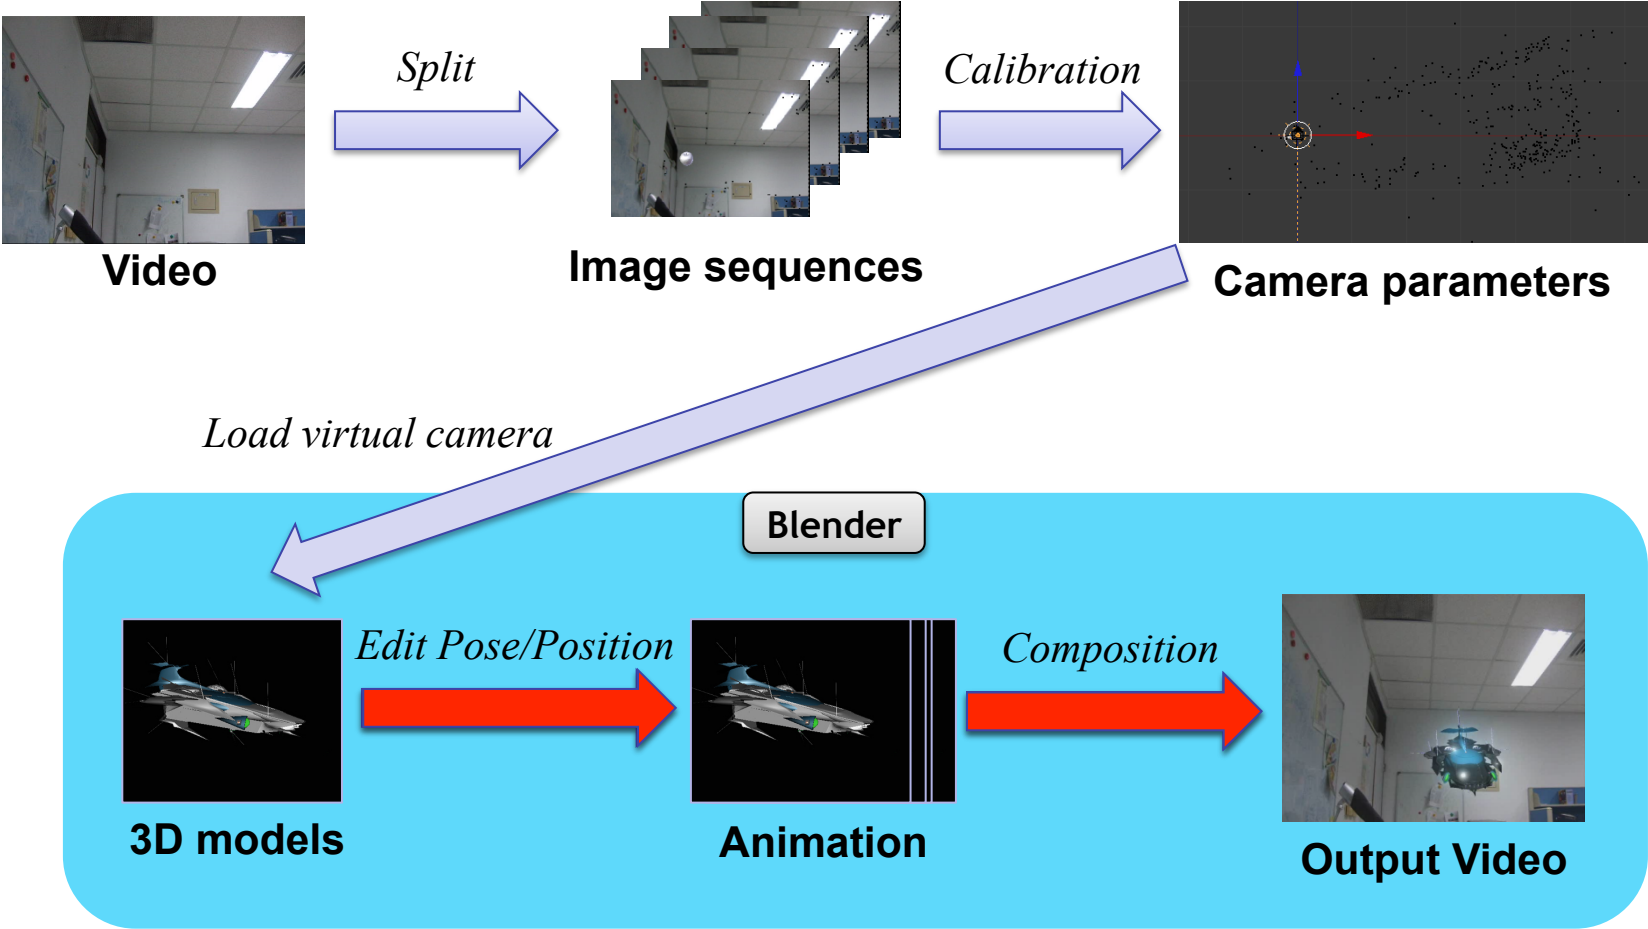 Split
Calibration
Video
Image sequences
Camera parameters
Load virtual camera
Blender
Edit Pose/Position
Composition
3D models
Animation
Output Video